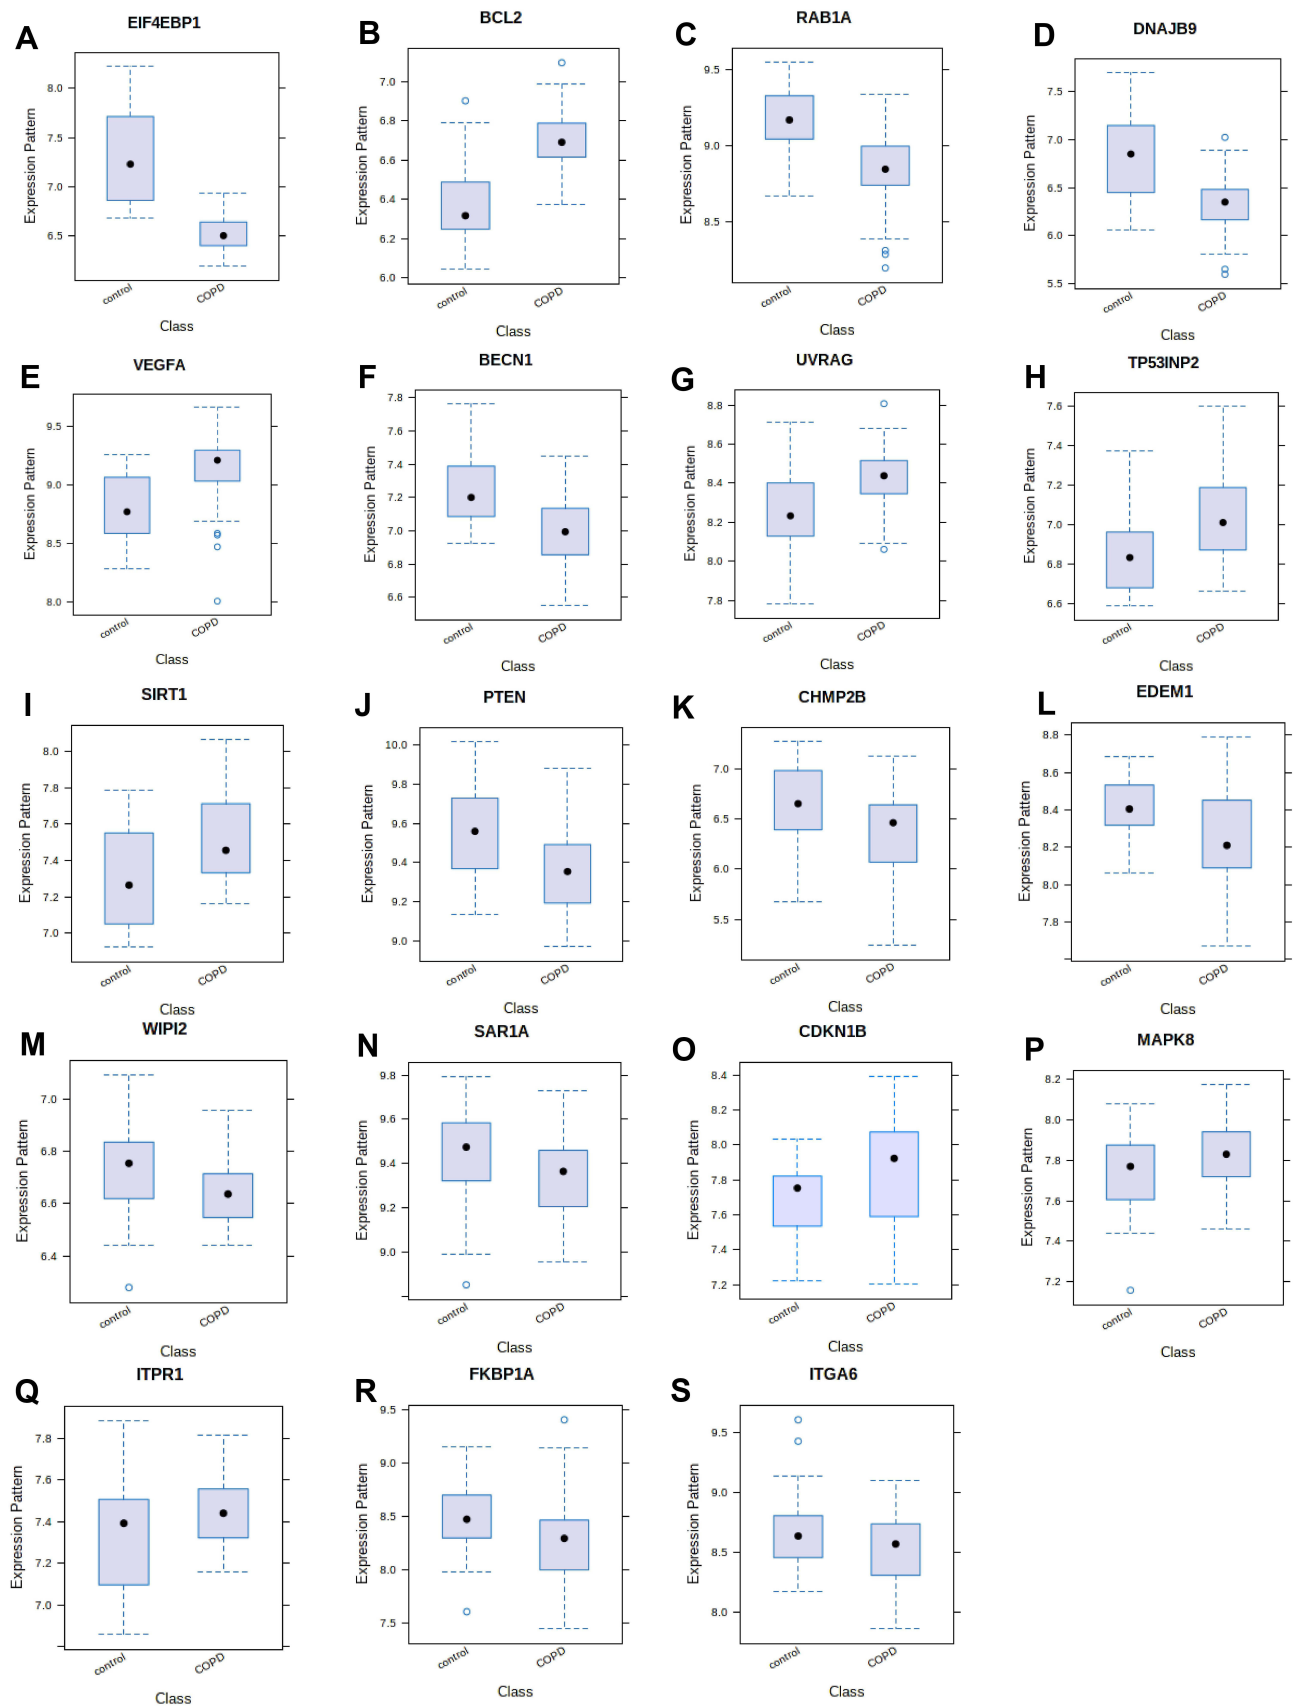 A
EIF4EBP1
8.0
7.5
7.0
6.5
Expression Pattern
control
COPD
Class
B
BCL2
7.0
6.8
6.6
6.4
6.2
6.0
Expression Pattern
control
COPD
Class
C
RAB1A
9.5
9.0
8.5
Expression Pattern
control
COPD
Class
D
DNAJB9
7.5
7.0
6.5
6.0
5.5
Expression Pattern
control
COPD
Class
E
VEGFA
9.5
9.0
8.5
8.0
Expression Pattern
control
COPD
Class
F
BECN1
7.8
7.6
7.4
7.2
7.0
6.8
6.6
Expression Pattern
control
COPD
Class
G
UVRAG
8.8
8.6
8.4
8.2
8.0
7.8
Expression Pattern
control
COPD
Class
H
TP53INP2
7.6
7.4
7.2
7.0
6.8
6.6
Expression Pattern
control
COPD
Class
I
SIRT1
8.0
7.8
7.6
7.4
7.2
7.0
Expression Pattern
control
COPD
Class
J
PTEN
10.0
9.8
9.6
9.4
9.2
9.0
Expression Pattern
control
COPD
Class
K
CHMP2B
7.0
6.5
6.0
5.5
Expression Pattern
control
COPD
Class
L
EDEM1
8.8
8.6
8.4
8.2
8.0
7.8
Expression Pattern
control
COPD
Class
M
WIPI2
7.0
6.8
6.6
6.4
Expression Pattern
control
COPD
Class
N
SAR1A
9.8
9.6
9.4
9.2
9.0
Expression Pattern
control
COPD
Class
O
CDKN1B
8.4
8.2
8.0
7.8
7.6
7.4
7.2
Expression Pattern
control
COPD
Class
P
MAPK8
8.2
8.0
7.8
7.6
7.4
7.2
Expression Pattern
control
COPD
Class
Q
ITPR1
7.8
7.6
7.4
7.2
7.0
Expression Pattern
control
COPD
Class
R
FKBP1A
9.5
9.0
8.5
8.0
7.5
Expression Pattern
control
COPD
Class
S
ITGA6
9.5
9.0
8.5
8.0
Expression Pattern
control
COPD
Class